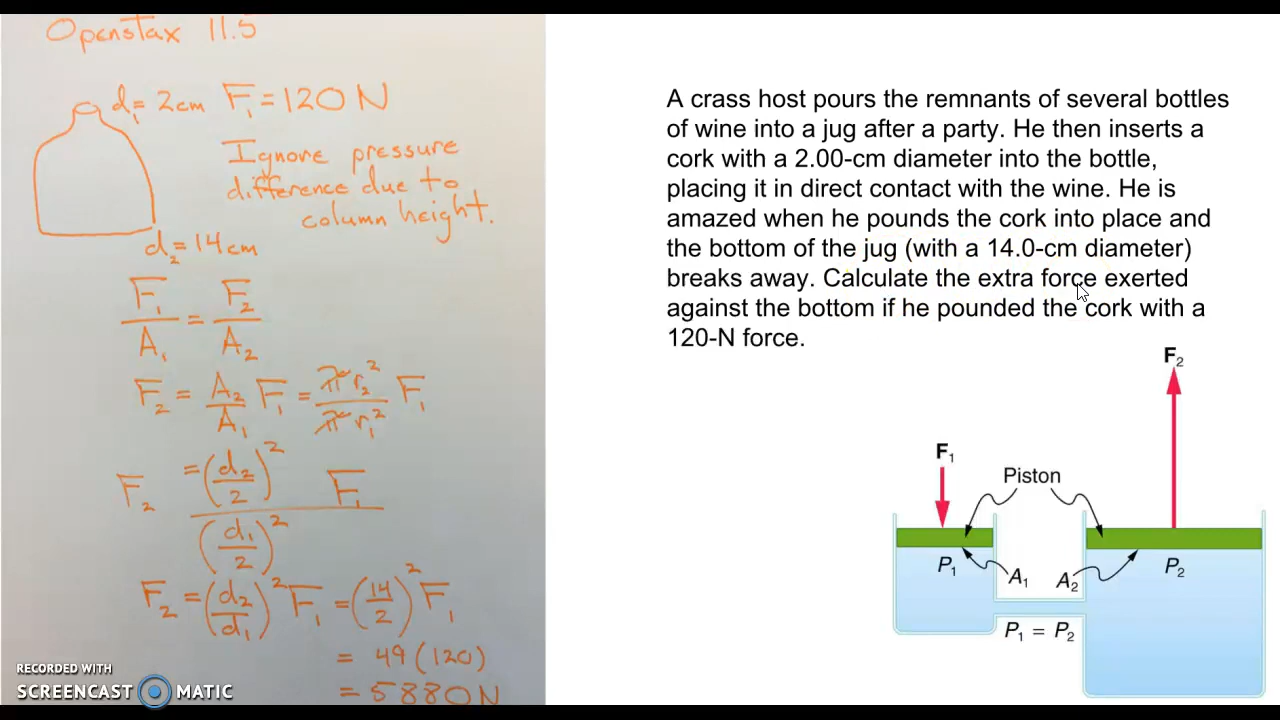 OpenStax 11.5
d₁ = 2cm F₁ = 120 N
Ignore pressure
difference due to
column height.
d₂ = 14 cm
F₁/A₁ = F₂/A₂
F₂ = A₂/A₁ F₁ = πr₂²/πr₁² F₁
F₂ = (d₂/2)² F₁ / (d₁/2)²
F₂ = (d₂/d₁)² F₁ = (14/2)² F₁
= 49 (120)
= 5880 N
RECORDED WITH
SCREENCAST MATIC
A crass host pours the remnants of several bottles
of wine into a jug after a party. He then inserts a
cork with a 2.00-cm diameter into the bottle,
placing it in direct contact with the wine. He is
amazed when he pounds the cork into place and
the bottom of the jug (with a 14.0-cm diameter)
breaks away. Calculate the extra force exerted
against the bottom if he pounded the cork with a
120-N force.
F₂
F₁
Piston
P₁ A₁ A₂ P₂
P₁ = P₂